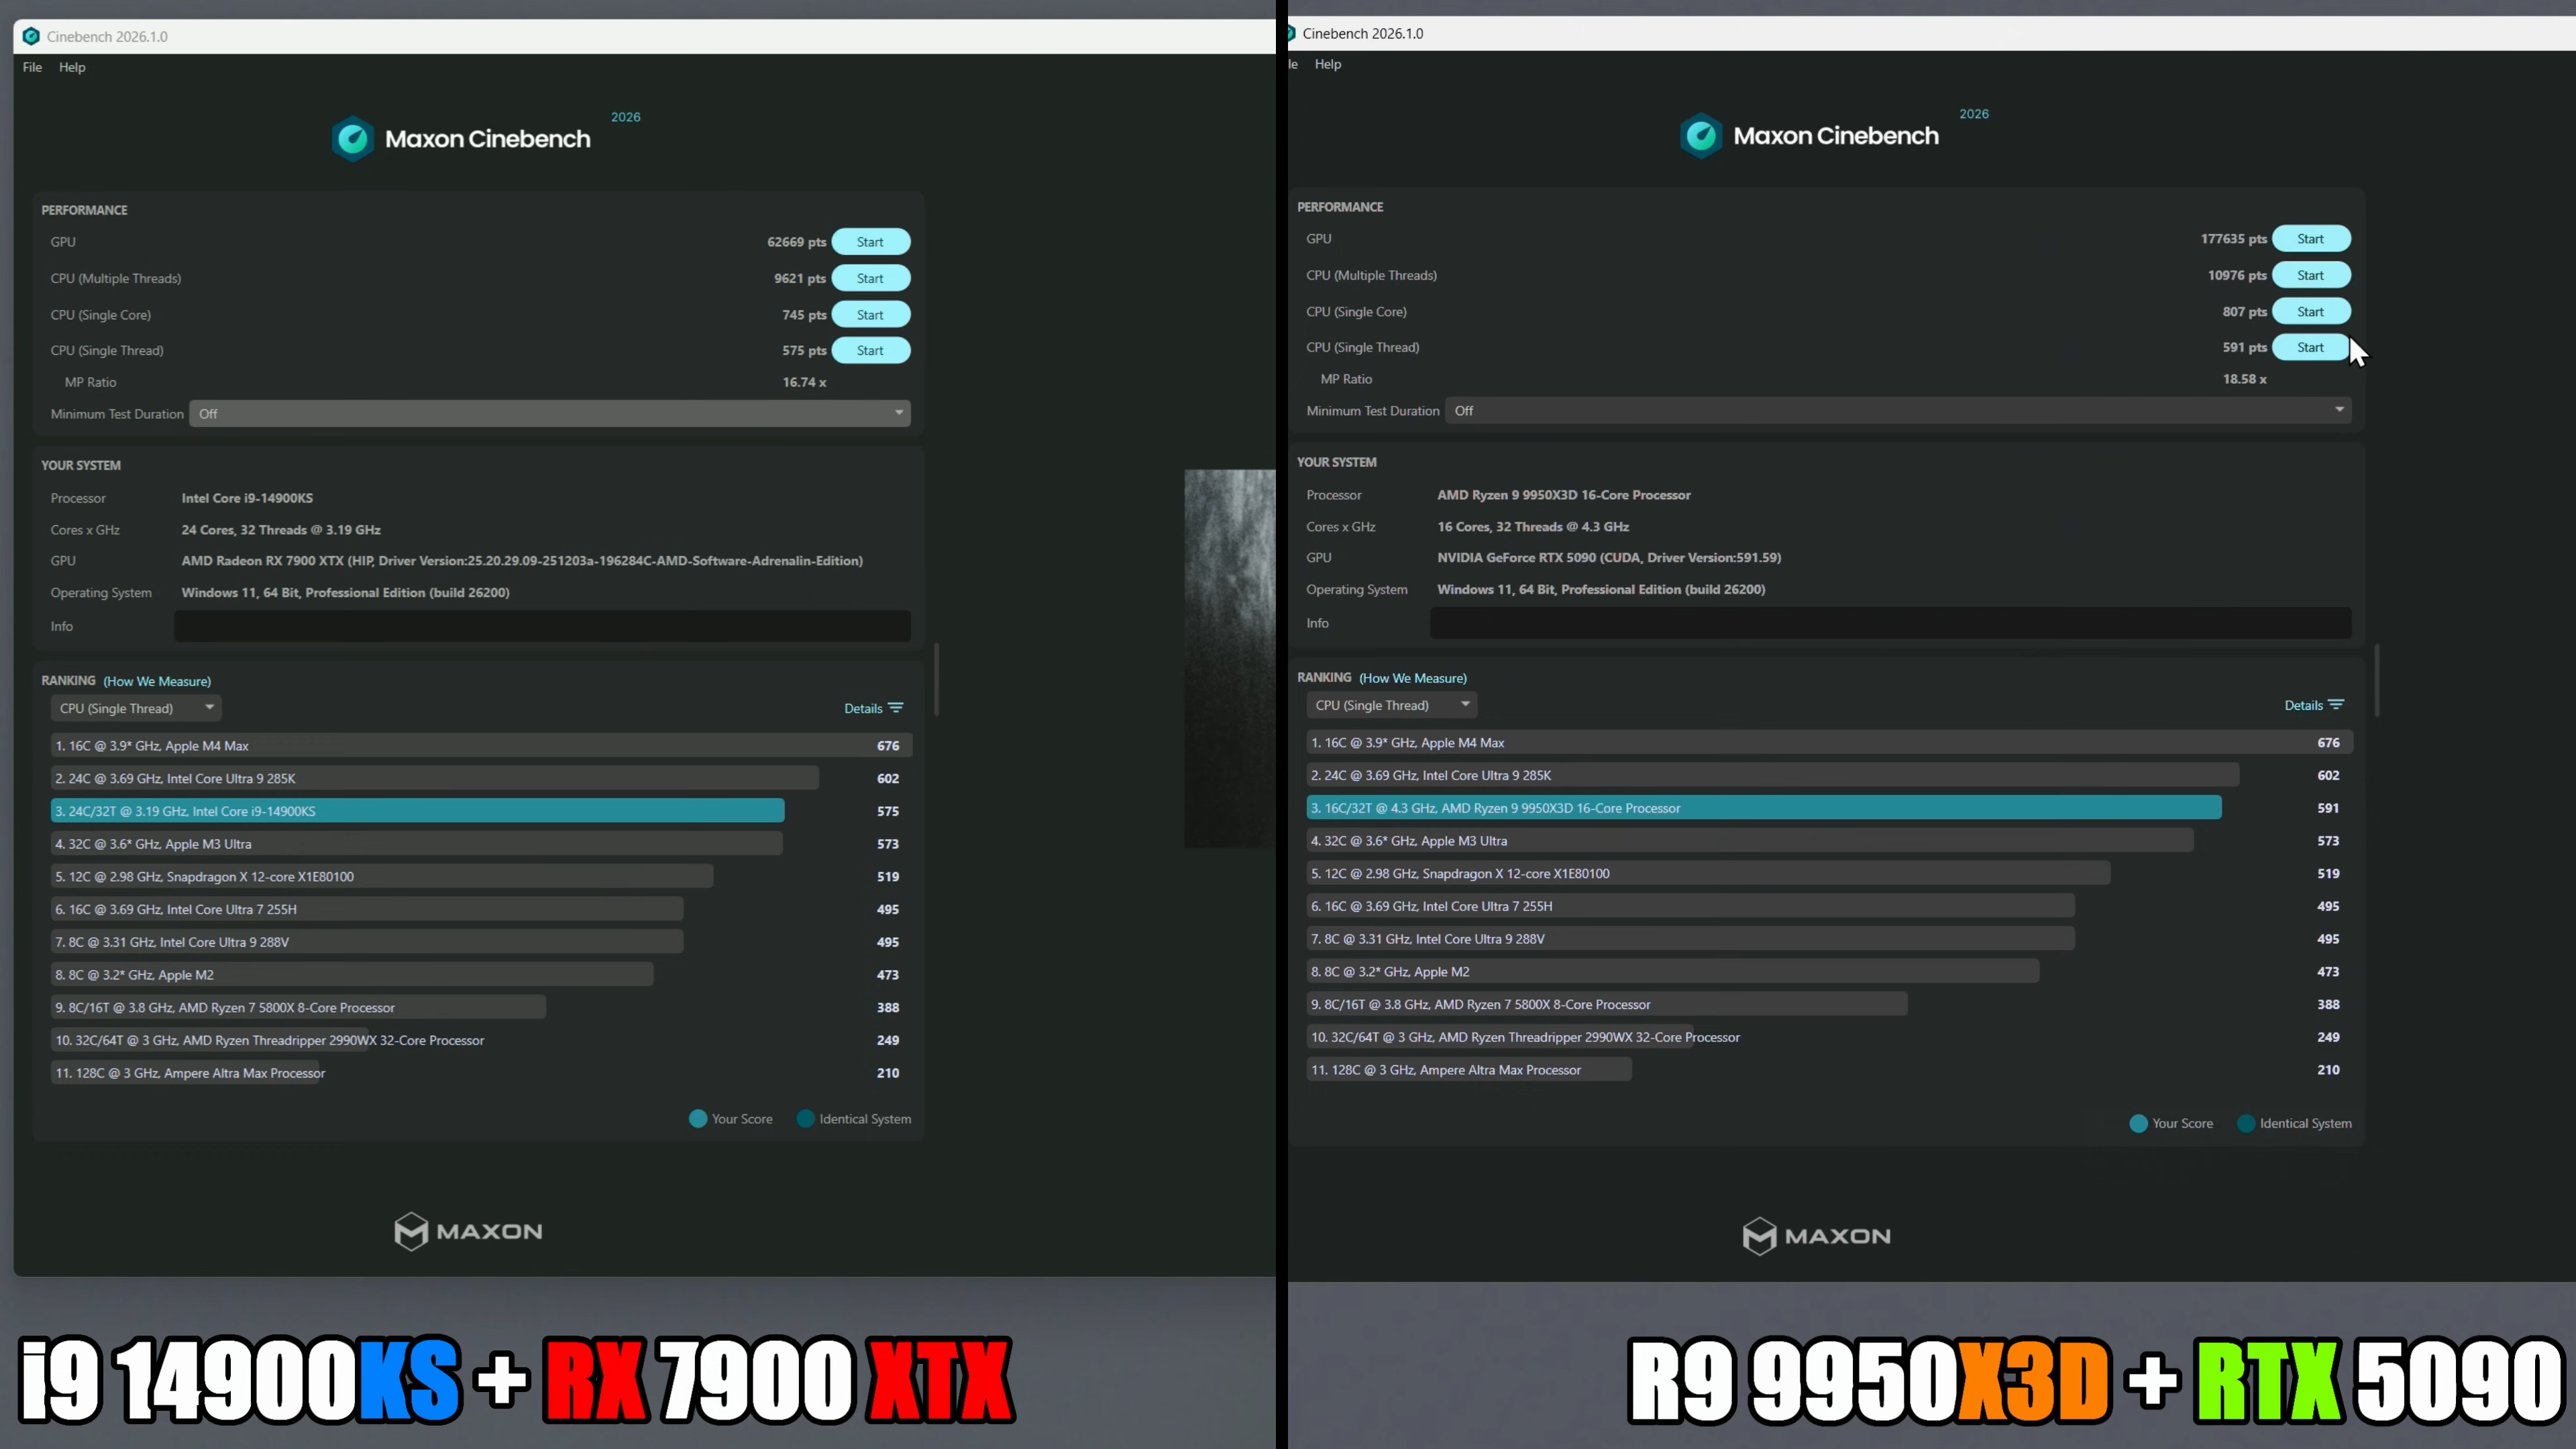 Cinebench 2026.1.0
File Help
2026
Maxon Cinebench
PERFORMANCE
GPU 62669 pts Start
CPU (Multiple Threads) 9621 pts Start
CPU (Single Core) 745 pts Start
CPU (Single Thread) 575 pts Start
MP Ratio 16.74 x
Minimum Test Duration Off
YOUR SYSTEM
Processor Intel Core i9-14900KS
Cores x GHz 24 Cores, 32 Threads @ 3.19 GHz
GPU AMD Radeon RX 7900 XTX (HIP, Driver Version:25.20.29.09-251203a-196284C-AMD-Software-Adrenalin-Edition)
Operating System Windows 11, 64 Bit, Professional Edition (build 26200)
Info
RANKING (How We Measure)
CPU (Single Thread) Details
1. 16C @ 3.9* GHz, Apple M4 Max 676
2. 24C @ 3.69 GHz, Intel Core Ultra 9 285K 602
3. 24C/32T @ 3.19 GHz, Intel Core i9-14900KS 575
4. 32C @ 3.6* GHz, Apple M3 Ultra 573
5. 12C @ 2.98 GHz, Snapdragon X 12-core X1E80100 519
6. 16C @ 3.69 GHz, Intel Core Ultra 7 255H 495
7. 8C @ 3.31 GHz, Intel Core Ultra 9 288V 495
8. 8C @ 3.2* GHz, Apple M2 473
9. 8C/16T @ 3.8 GHz, AMD Ryzen 7 5800X 8-Core Processor 388
10. 32C/64T @ 3 GHz, AMD Ryzen Threadripper 2990WX 32-Core Processor 249
11. 128C @ 3 GHz, Ampere Altra Max Processor 210
Your Score Identical System
MAXON
i9 14900KS + RX 7900 XTX
Cinebench 2026.1.0
le Help
2026
Maxon Cinebench
PERFORMANCE
GPU 177635 pts Start
CPU (Multiple Threads) 10976 pts Start
CPU (Single Core) 807 pts Start
CPU (Single Thread) 591 pts Start
MP Ratio 18.58 x
Minimum Test Duration Off
YOUR SYSTEM
Processor AMD Ryzen 9 9950X3D 16-Core Processor
Cores x GHz 16 Cores, 32 Threads @ 4.3 GHz
GPU NVIDIA GeForce RTX 5090 (CUDA, Driver Version:591.59)
Operating System Windows 11, 64 Bit, Professional Edition (build 26200)
Info
RANKING (How We Measure)
CPU (Single Thread) Details
1. 16C @ 3.9* GHz, Apple M4 Max 676
2. 24C @ 3.69 GHz, Intel Core Ultra 9 285K 602
3. 16C/32T @ 4.3 GHz, AMD Ryzen 9 9950X3D 16-Core Processor 591
4. 32C @ 3.6* GHz, Apple M3 Ultra 573
5. 12C @ 2.98 GHz, Snapdragon X 12-core X1E80100 519
6. 16C @ 3.69 GHz, Intel Core Ultra 7 255H 495
7. 8C @ 3.31 GHz, Intel Core Ultra 9 288V 495
8. 8C @ 3.2* GHz, Apple M2 473
9. 8C/16T @ 3.8 GHz, AMD Ryzen 7 5800X 8-Core Processor 388
10. 32C/64T @ 3 GHz, AMD Ryzen Threadripper 2990WX 32-Core Processor 249
11. 128C @ 3 GHz, Ampere Altra Max Processor 210
Your Score Identical System
MAXON
R9 9950X3D + RTX 5090